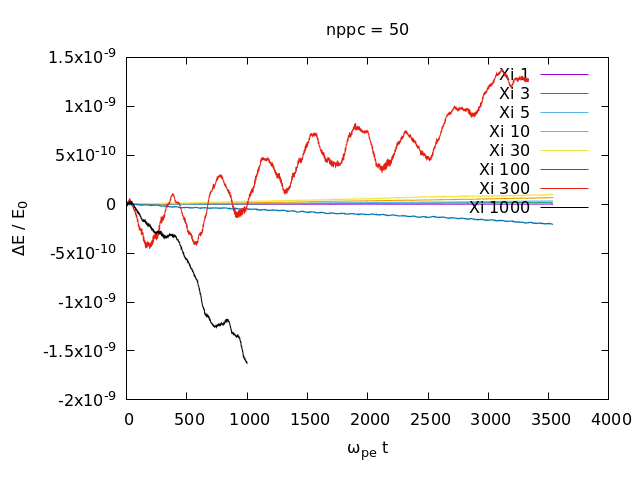 nppc = 50
1.5x10⁻⁹
1x10⁻⁹
5x10⁻¹⁰
0
-5x10⁻¹⁰
-1x10⁻⁹
-1.5x10⁻⁹
-2x10⁻⁹
ΔE / E₀
Xi 1
Xi 3
Xi 5
Xi 10
Xi 30
Xi 100
Xi 300
Xi 1000
0 500 1000 1500 2000 2500 3000 3500 4000
ωpe t